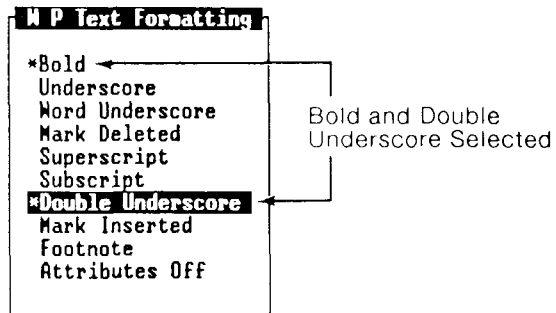 W P Text Formatting
*Bold
Underscore
Word Underscore
Mark Deleted
Superscript
Subscript
*Double Underscore
Mark Inserted
Footnote
Attributes Off
Bold and Double
Underscore Selected